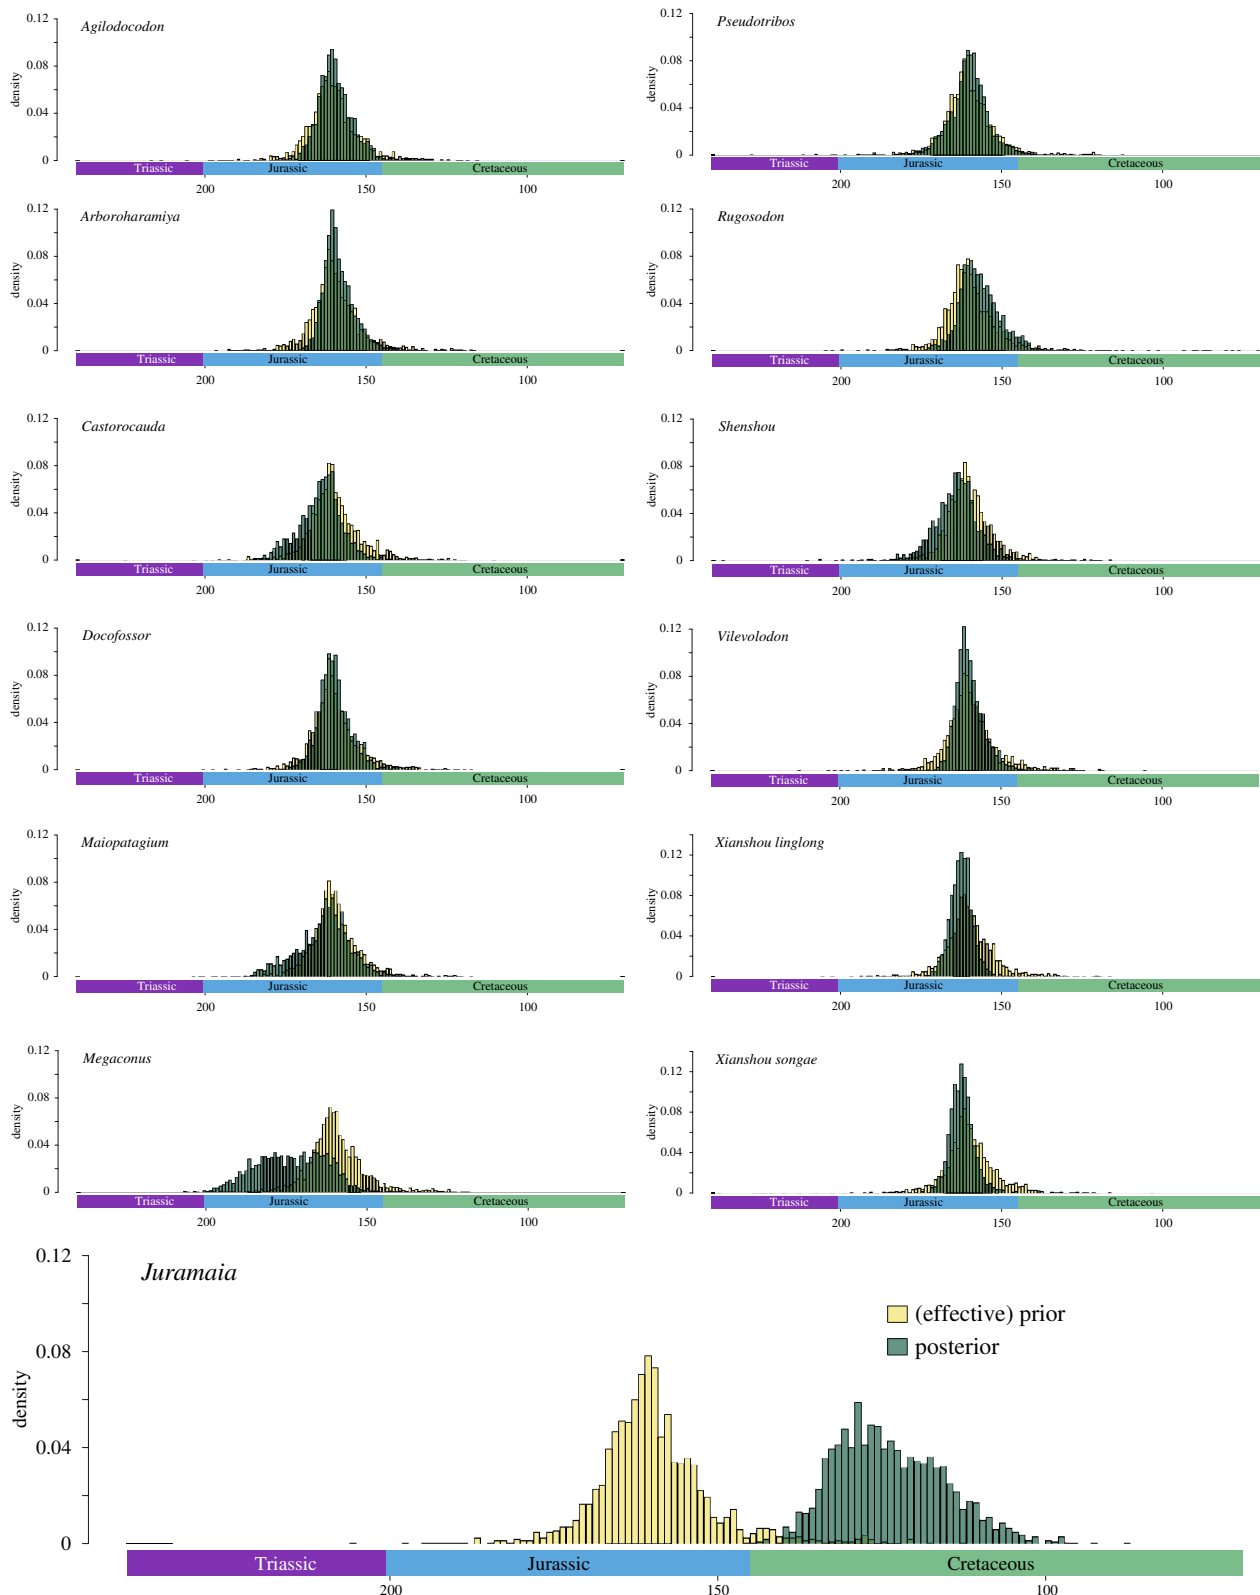 Agilodocodon
0.12
0.08
0.04
0
density
Triassic Jurassic Cretaceous
200 150 100
Pseudotribos
0.12
0.08
0.04
0
density
Triassic Jurassic Cretaceous
200 150 100
Arboroharamiya
0.12
0.08
0.04
0
density
Triassic Jurassic Cretaceous
200 150 100
Rugosodon
0.12
0.08
0.04
0
density
Triassic Jurassic Cretaceous
200 150 100
Castorocauda
0.12
0.08
0.04
0
density
Triassic Jurassic Cretaceous
200 150 100
Shenshou
0.12
0.08
0.04
0
density
Triassic Jurassic Cretaceous
200 150 100
Docofossor
0.12
0.08
0.04
0
density
Triassic Jurassic Cretaceous
200 150 100
Vilevolodon
0.12
0.08
0.04
0
density
Triassic Jurassic Cretaceous
200 150 100
Maiopatagium
0.12
0.08
0.04
0
density
Triassic Jurassic Cretaceous
200 150 100
Xianshou linglong
0.12
0.08
0.04
0
density
Triassic Jurassic Cretaceous
200 150 100
Megaconus
0.12
0.08
0.04
0
density
Triassic Jurassic Cretaceous
200 150 100
Xianshou songae
0.12
0.08
0.04
0
density
Triassic Jurassic Cretaceous
200 150 100
Juramaia
0.12
0.08
0.04
0
density
(effective) prior
posterior
Triassic Jurassic Cretaceous
200 150 100